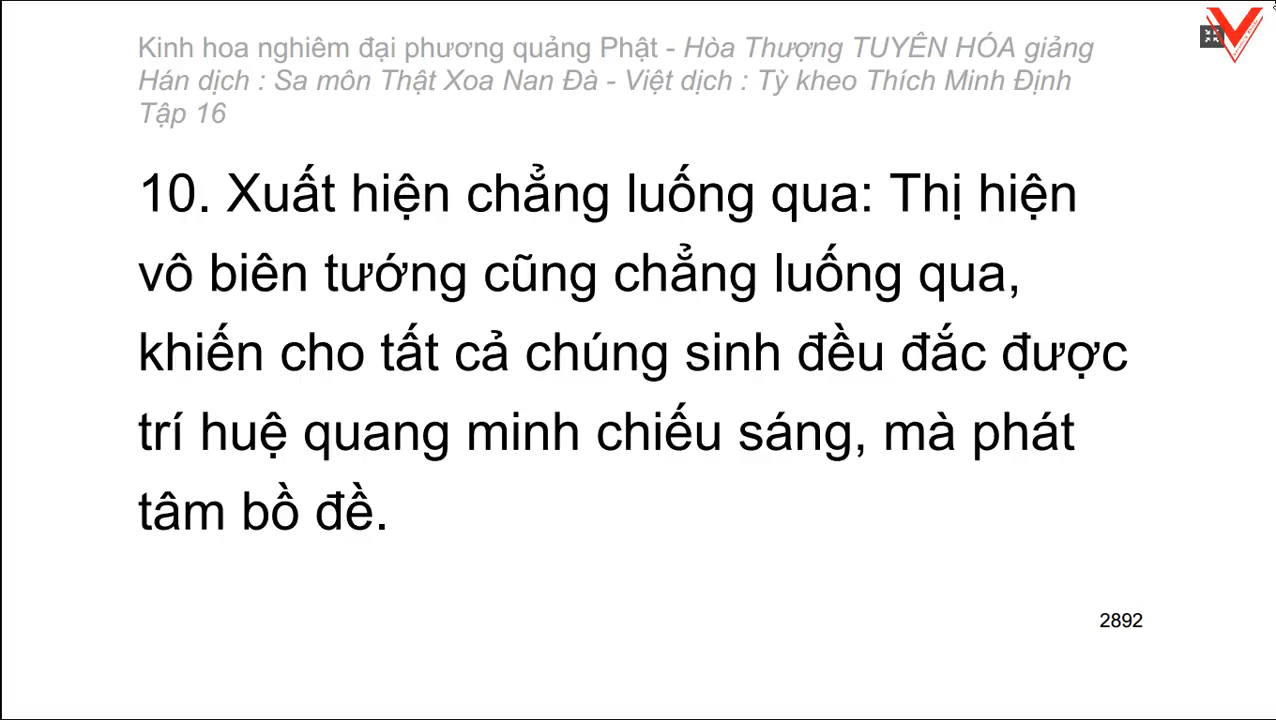 Kinh hoa nghiêm đại phương quảng Phật - Hòa Thượng TUYÊN HÓA giảng
Hán dịch : Sa môn Thật Xoa Nan Đà - Việt dịch : Tỳ kheo Thích Minh Định
Tập 16
10. Xuất hiện chẳng luống qua: Thị hiện
vô biên tướng cũng chẳng luống qua,
khiến cho tất cả chúng sinh đều đắc được
trí huệ quang minh chiếu sáng, mà phát
tâm bồ đề.
2892